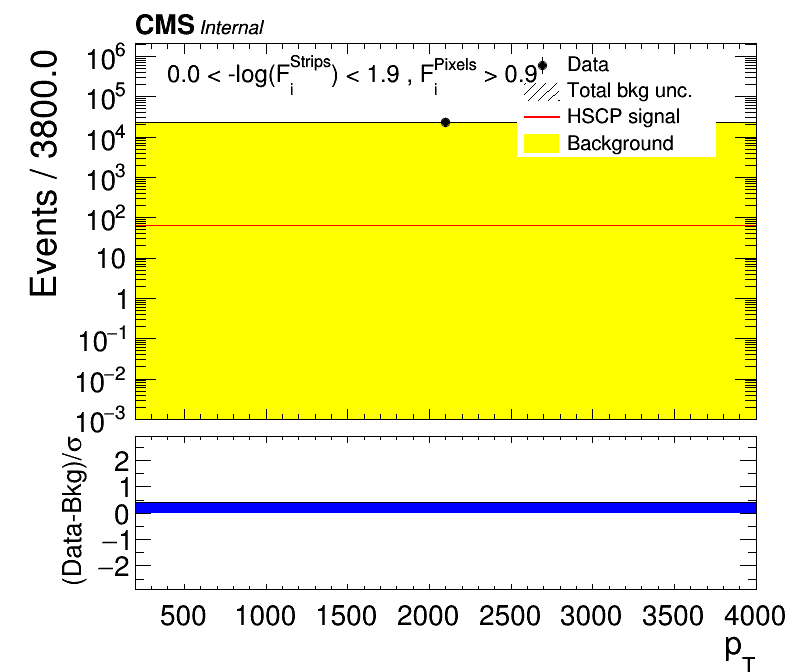 CMS Internal
0.0 < -log(F_i^Strips) < 1.9 , F_i^Pixels > 0.9
Data
Total bkg unc.
HSCP signal
Background
Events / 3800.0
10^6
10^5
10^4
10^3
10^2
10
1
10^−1
10^−2
10^−3
(Data-Bkg)/σ
2
1
0
−1
−2
500 1000 1500 2000 2500 3000 3500 4000
p_T